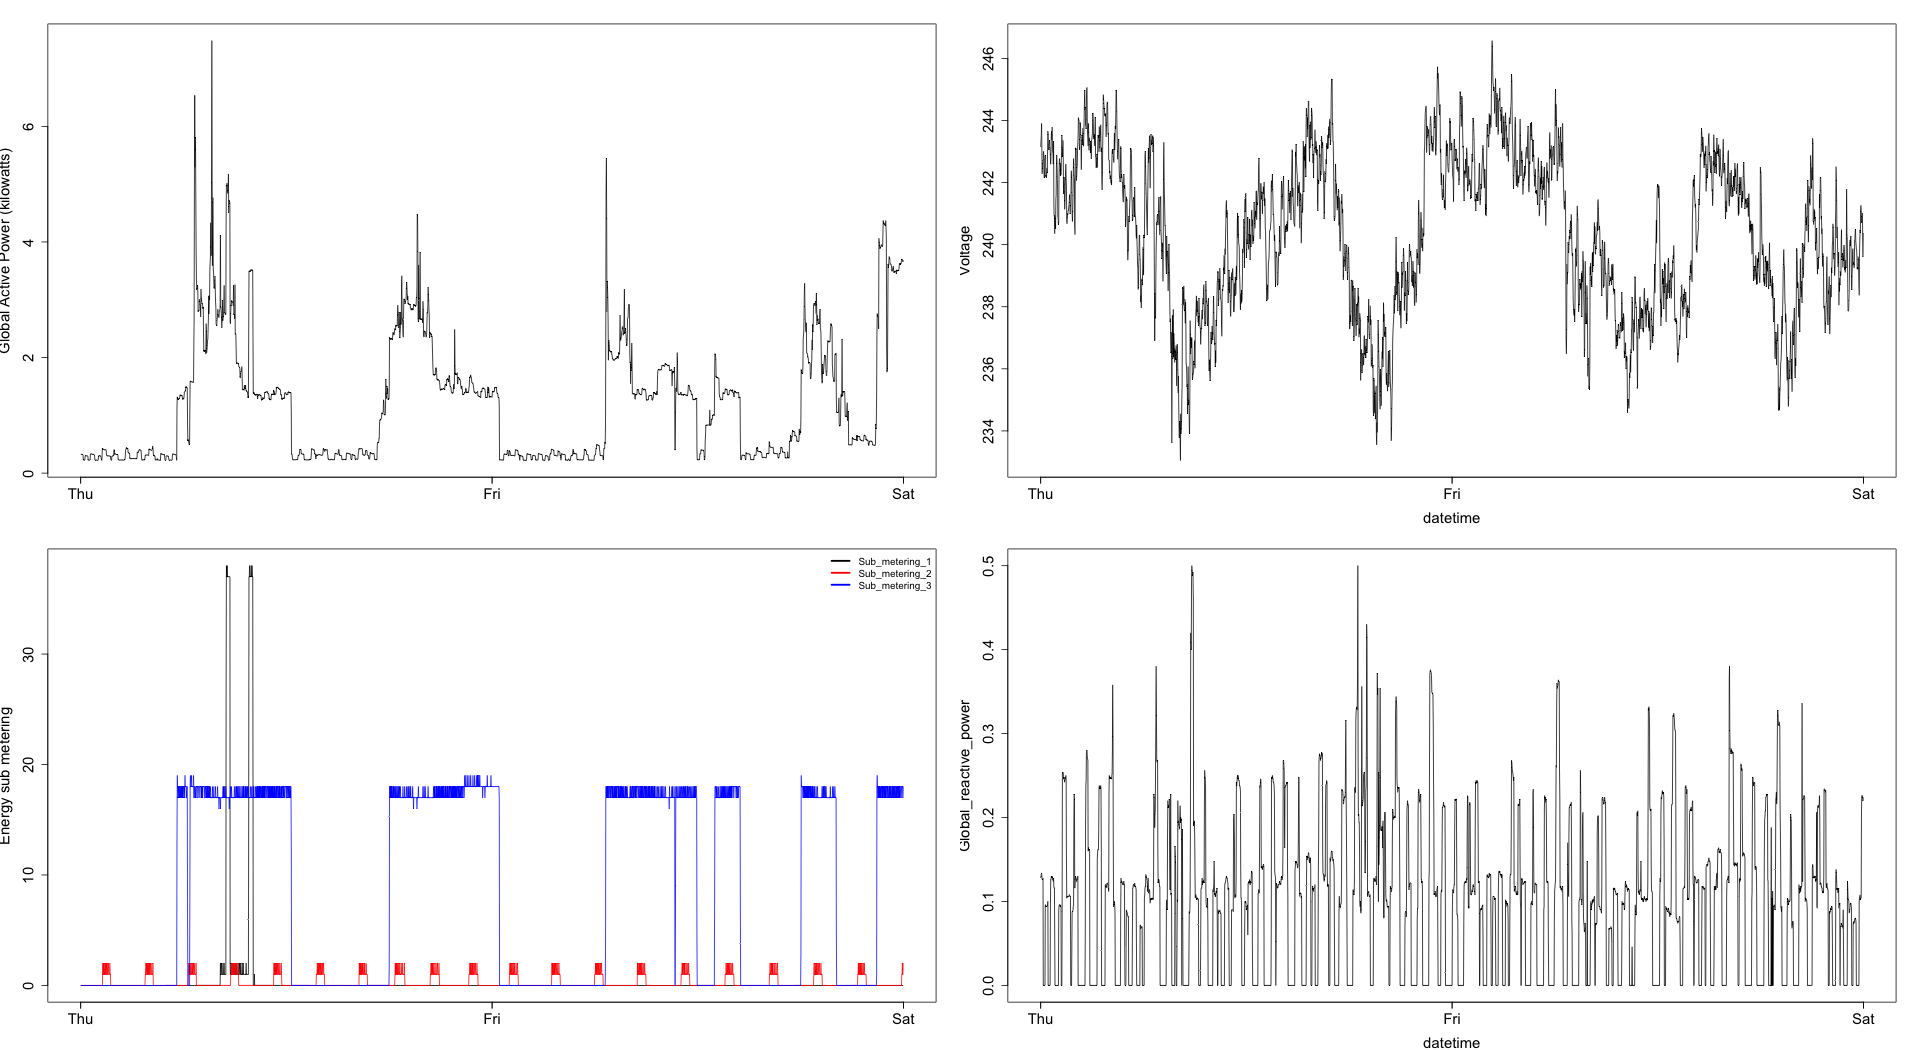 Global Active Power (kilowatts)
6
4
2
0
Thu
Fri
Sat
Voltage
246
244
242
240
238
236
234
Thu
Fri
Sat
datetime
Energy sub metering
30
20
10
0
Sub_metering_1
Sub_metering_2
Sub_metering_3
Thu
Fri
Sat
Global_reactive_power
0.5
0.4
0.3
0.2
0.1
0.0
Thu
Fri
Sat
datetime